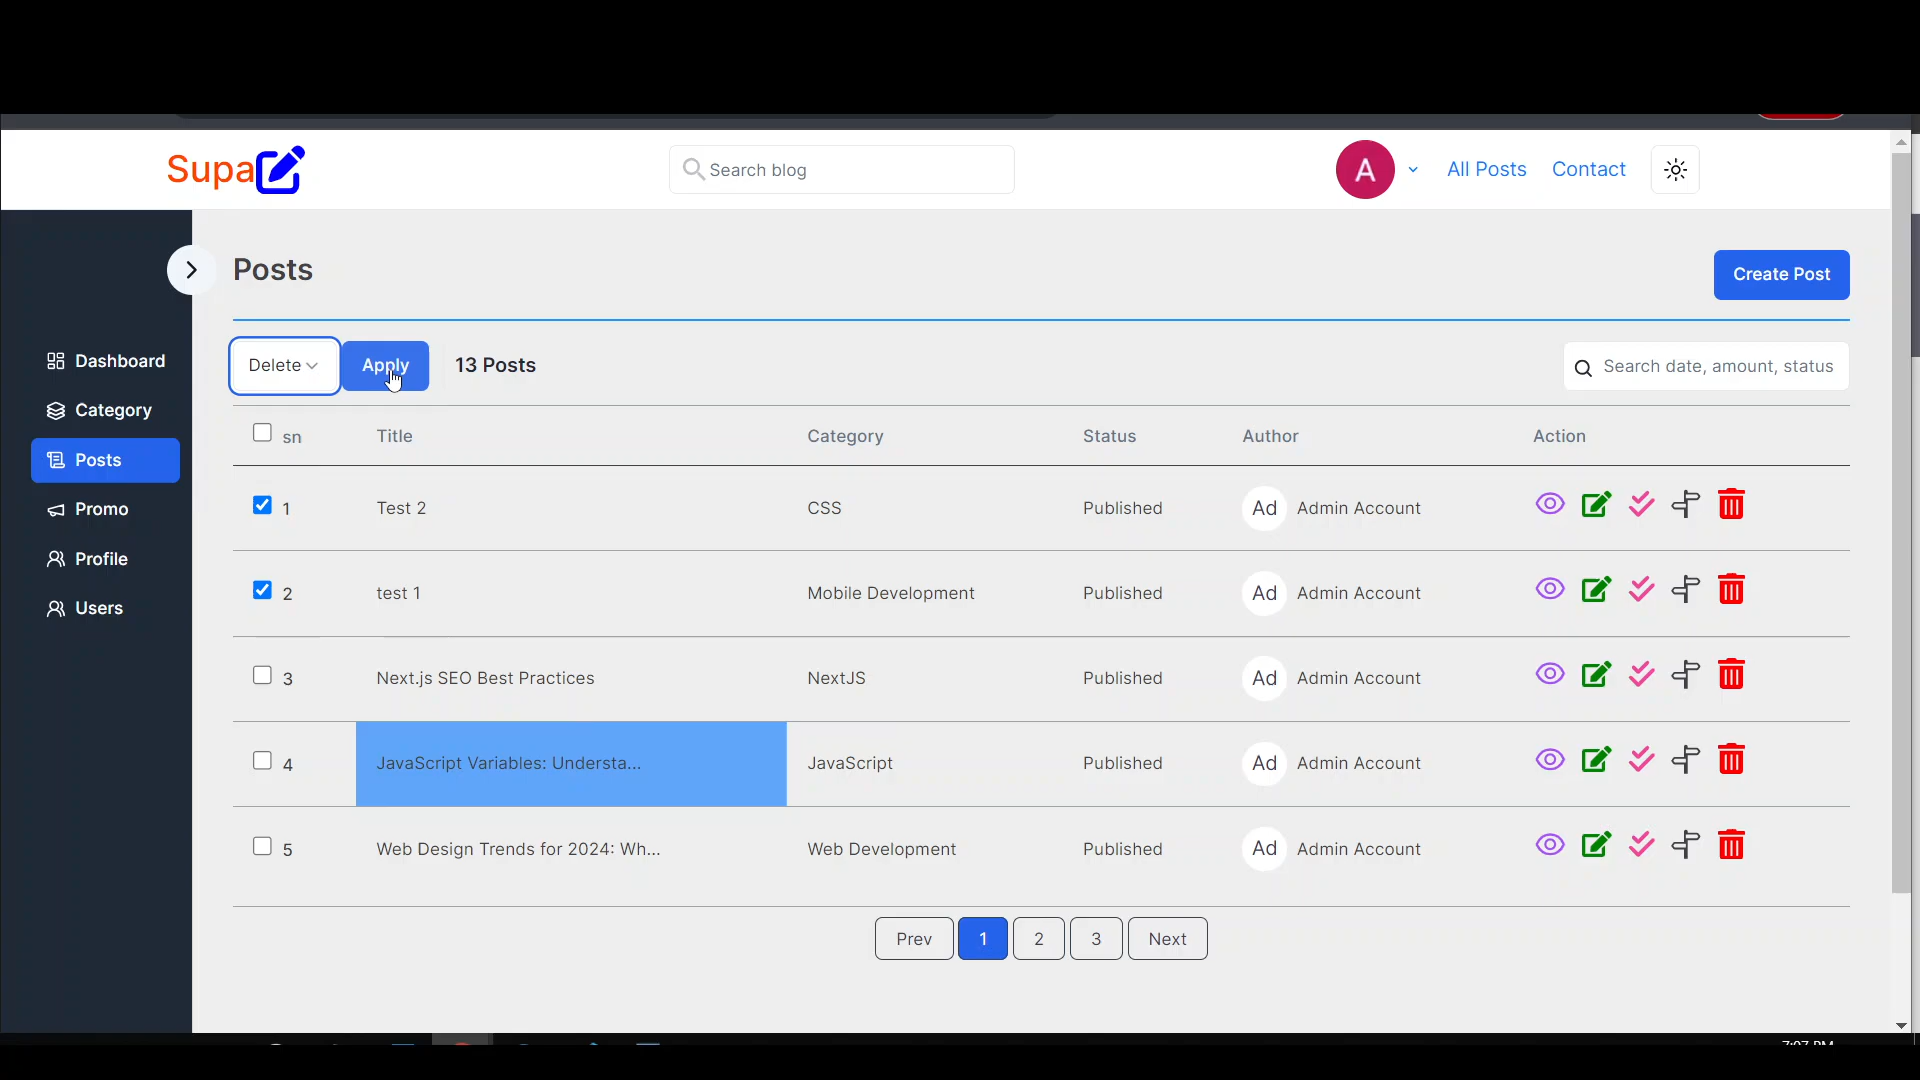 Supa
Search blog
A
All Posts
Contact
Posts
Create Post
Dashboard
Category
Posts
Promo
Profile
Users
Delete
Apply
13 Posts
Search date, amount, status
sn Title Category Status Author Action
1 Test 2 CSS Published Ad Admin Account
2 test 1 Mobile Development Published Ad Admin Account
3 Next.js SEO Best Practices NextJS Published Ad Admin Account
4 JavaScript Variables: Understa... JavaScript Published Ad Admin Account
5 Web Design Trends for 2024: Wh... Web Development Published Ad Admin Account
Prev 1 2 3 Next